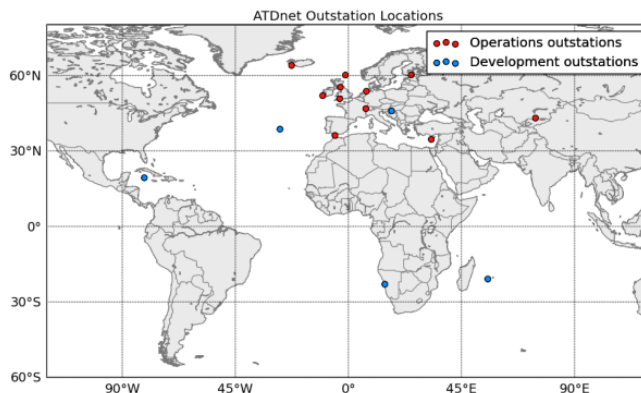 ATDnet Outstation Locations
Operations outstations
Development outstations
60°N
30°N
0°
30°S
60°S
90°W
45°W
0°
45°E
90°E